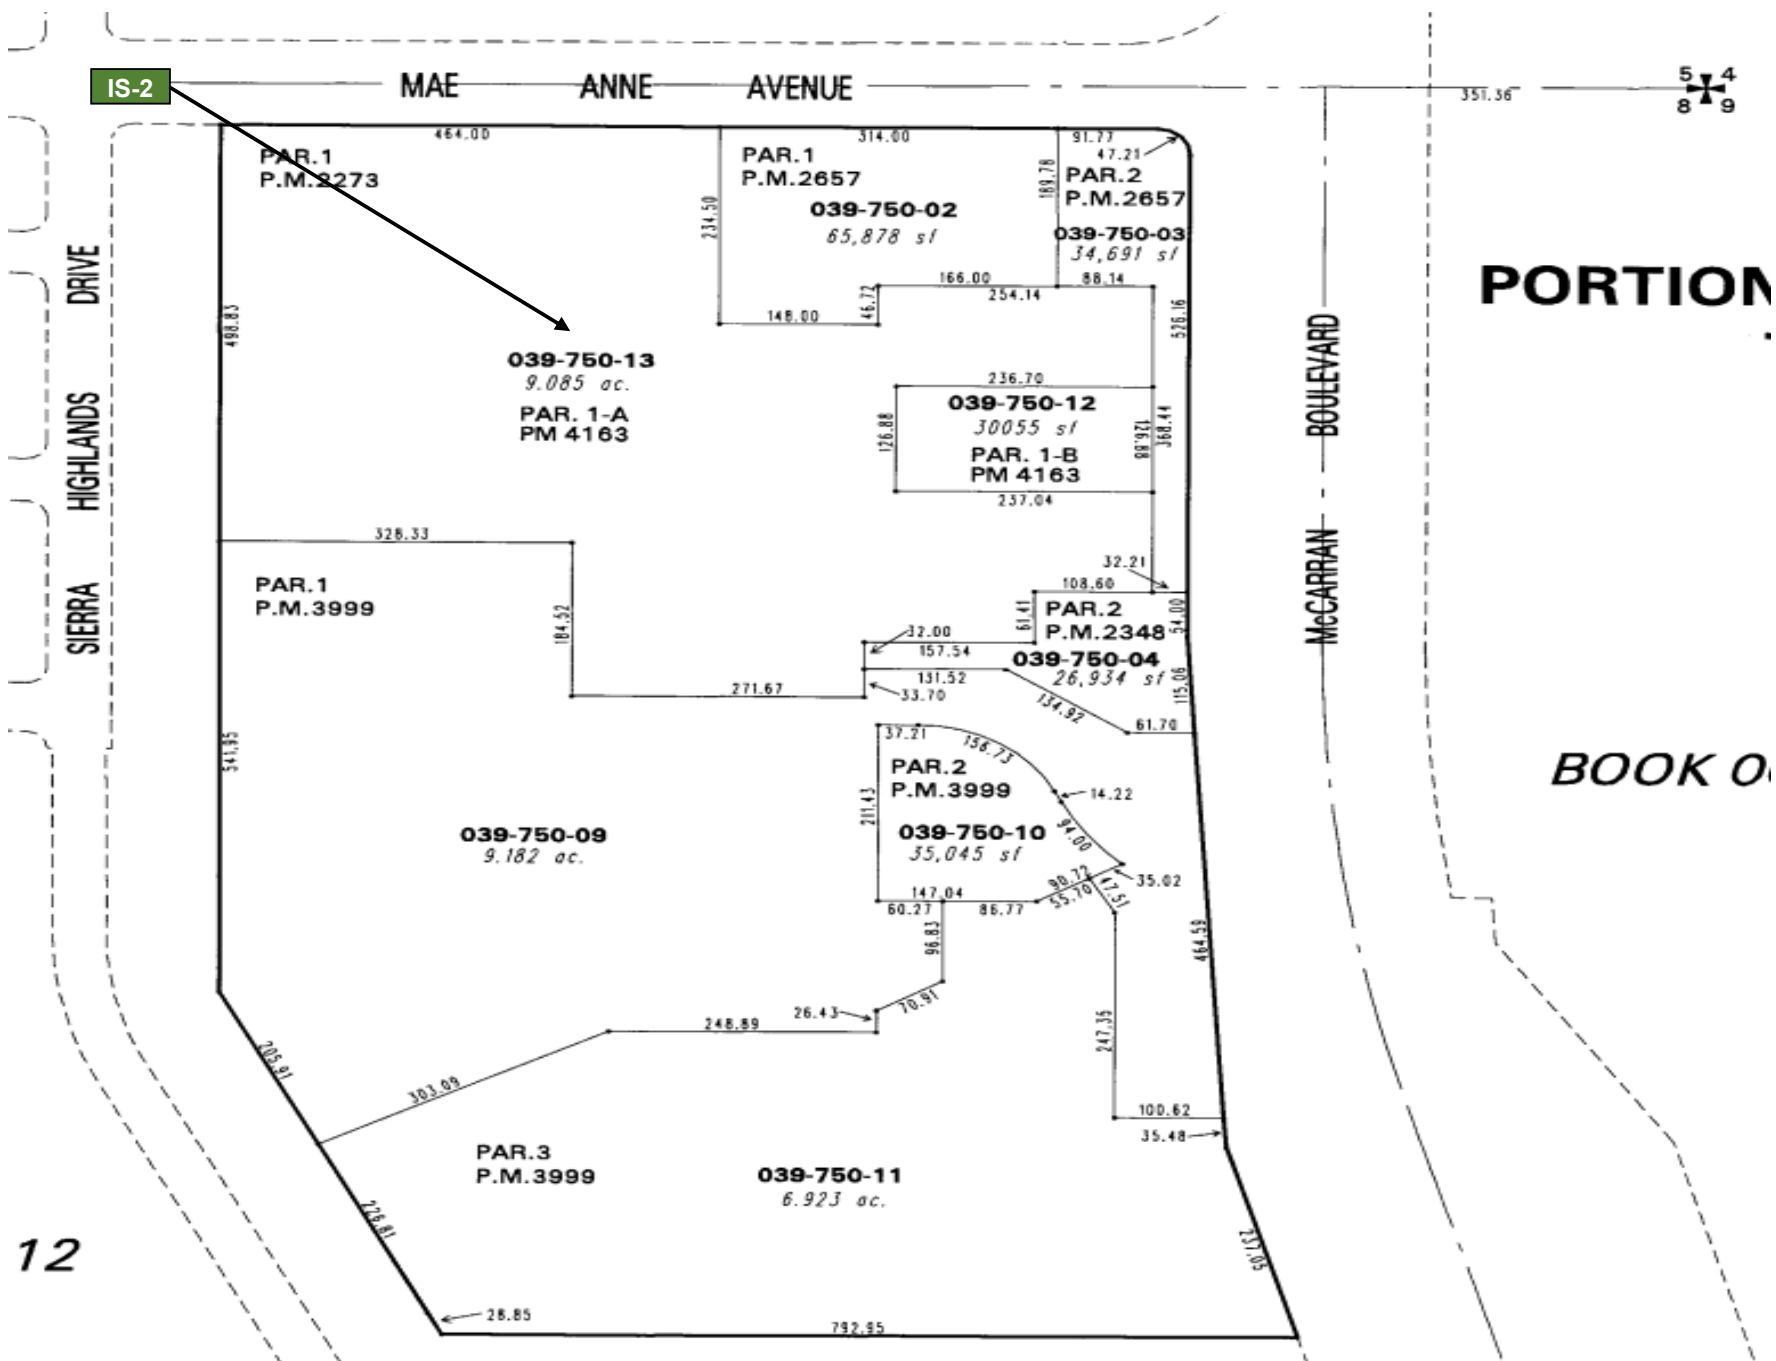 IS-2
MAE ANNE AVENUE
351.36
5 4
8 9
464.00
314.00
91.77
47.21
PAR.1
P.M.2273
PAR.1
P.M.2657
039-750-02
65,878 sf
PAR.2
P.M.2657
039-750-03
34,691 sf
234.50
189.78
166.00
88.14
254.14
46.72
148.00
526.16
498.83
SIERRA HIGHLANDS DRIVE
McCARRAN BOULEVARD
PORTION
039-750-13
9.085 ac.
PAR. 1-A
PM 4163
236.70
039-750-12
30055 sf
PAR. 1-B
PM 4163
126.88
126.88
368.44
237.04
328.33
32.21
108.60
PAR.1
P.M.3999
184.52
61.41
PAR.2
P.M.2348
54.00
039-750-04
26,934 sf
32.00
157.54
131.52
33.70
271.67
115.06
134.92
61.70
541.95
37.21
156.73
PAR.2
P.M.3999
14.22
211.43
94.00
039-750-10
35,045 sf
BOOK 0
039-750-09
9.182 ac.
35.02
90.72
55.70
47.51
147.04
60.27
86.77
96.83
464.59
70.91
26.43
248.89
247.35
205.91
303.09
100.62
35.48
PAR.3
P.M.3999
039-750-11
6.923 ac.
226.81
237.05
12
28.85
792.95